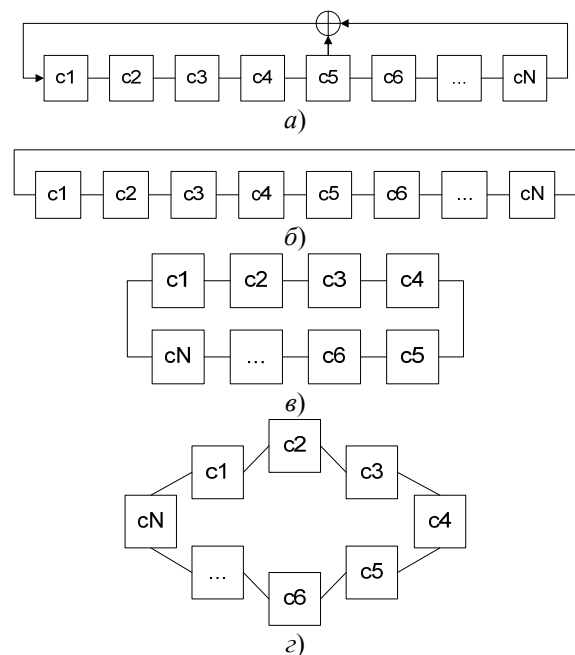 c1 c2 c3 c4 c5 c6 ... cN
а)
c1 c2 c3 c4 c5 c6 ... cN
б)
c1 c2 c3 c4
cN ... c6 c5
в)
c2
c1 c3
cN c4
... c5
c6
г)